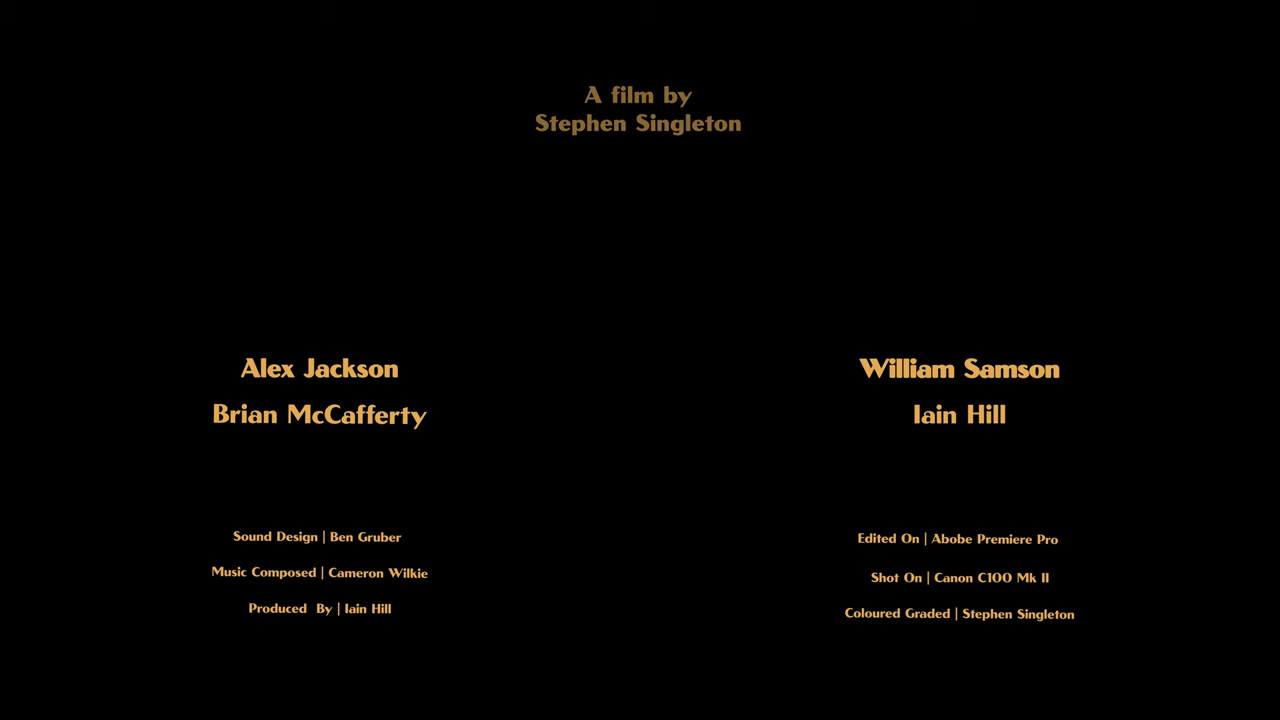 A film by
Stephen Singleton
Alex Jackson
William Samson
Brian McCafferty
Iain Hill
Sound Design | Ben Gruber
Music Composed | Cameron Wilkie
Produced By | Iain Hill
Edited On | Abobe Premiere Pro
Shot On | Canon C100 Mk II
Coloured Graded | Stephen Singleton